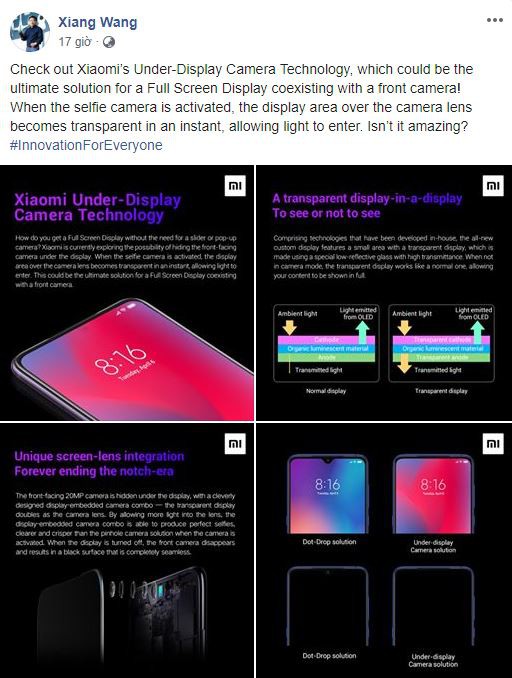 Xiang Wang
17 giờ ·
Check out Xiaomi's Under-Display Camera Technology, which could be the
ultimate solution for a Full Screen Display coexisting with a front camera!
When the selfie camera is activated, the display area over the camera lens
becomes transparent in an instant, allowing light to enter. Isn't it amazing?
#InnovationForEveryone
Xiaomi Under-Display
Camera Technology
How do you get a Full Screen Display without the need for a slider or pop-up
camera? Xiaomi is currently exploring the possibility of hiding the front-facing
camera under the display. When the selfie camera is activated, the display
area over the camera lens becomes transparent in an instant, allowing light to
enter. This could be the ultimate solution for a Full Screen Display coexisting
with a front camera.
8:16
Tuesday, April 6
A transparent display-in-a-display
To see or not to see
Comprising technologies that have been developed in-house, the all-new
custom display features a small area with a transparent display, which is
made using a special low-reflective glass with high transmittance. When not
in camera mode, the transparent display works like a normal one, allowing
your content to be shown in full.
Ambient light
Light emitted
from OLED
Cathode
Organic luminescent material
Anode
Transmitted light
Normal display
Ambient light
Light emitted
from OLED
Transparent cathode
Organic luminescent material
Transparent anode
Transmitted light
Transparent display
Unique screen-lens integration
Forever ending the notch-era
The front-facing 20MP camera is hidden under the display, with a cleverly
designed display-embedded camera combo — the transparent display
doubles as the camera lens. By allowing more light into the lens, the
display-embedded camera combo is able to produce perfect selfies,
clearer and crisper than the pinhole camera solution when the camera is
activated. When the display is turned off, the front camera disappears
and results in a black surface that is completely seamless.
8:16
8:16
Dot-Drop solution
Under-display
Camera solution
Dot-Drop solution
Under-display
Camera solution